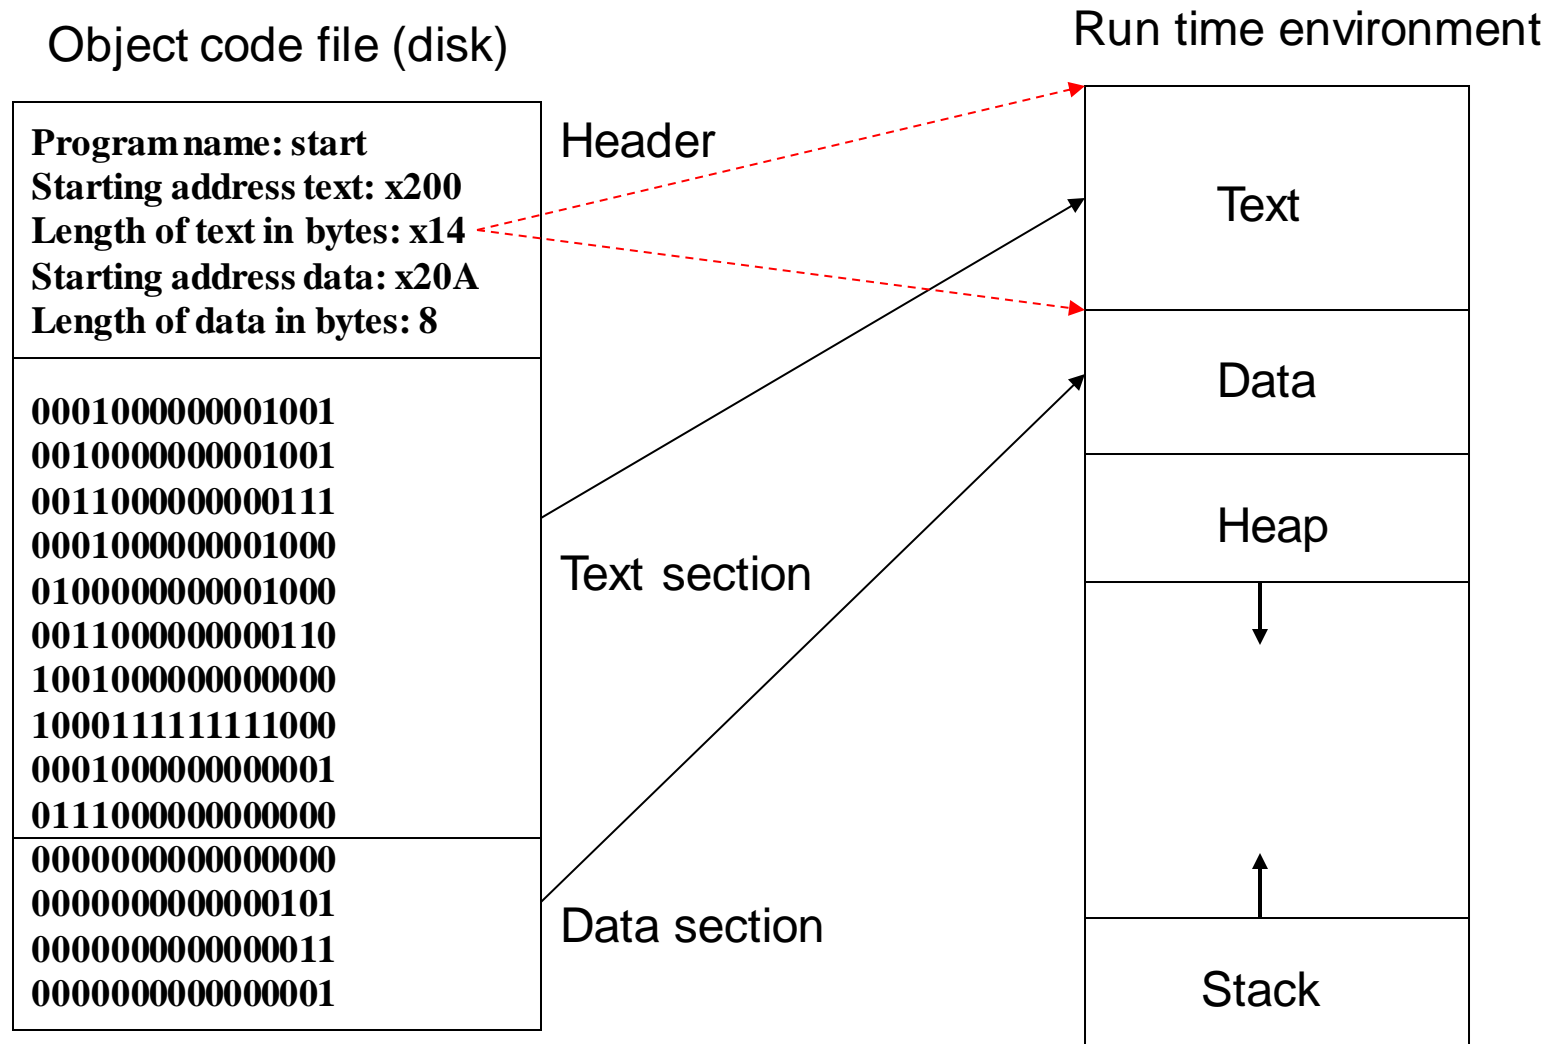 Object code file (disk)
Run time environment
Program name: start
Starting address text: x200
Length of text in bytes: x14
Starting address data: x20A
Length of data in bytes: 8
Header
0001000000001001
0010000000001001
0011000000000111
0001000000001000
0100000000001000
0011000000000110
1001000000000000
1000111111111000
0001000000000001
0111000000000000
Text section
0000000000000000
0000000000000101
0000000000000011
0000000000000001
Data section
Text
Data
Heap
Stack